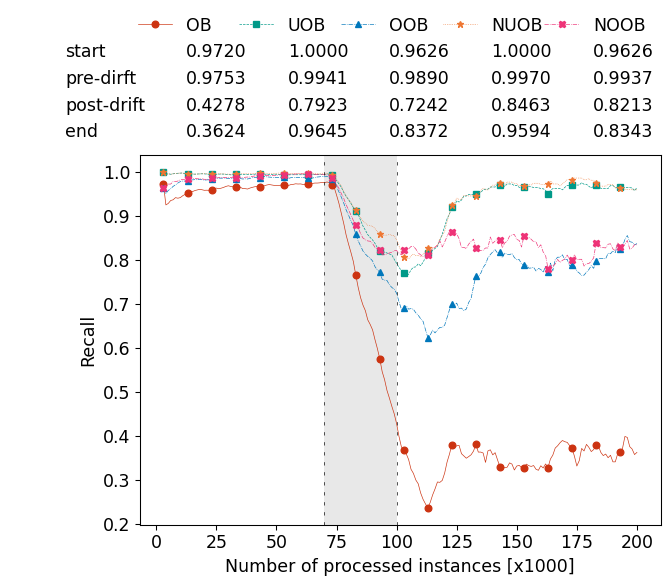 OB UOB OOB NUOB NOOB
start 0.9720 1.0000 0.9626 1.0000 0.9626
pre-dirft 0.9753 0.9941 0.9890 0.9970 0.9937
post-drift 0.4278 0.7923 0.7242 0.8463 0.8213
end 0.3624 0.9645 0.8372 0.9594 0.8343
1.0
0.9
0.8
0.7
0.6
0.5
0.4
0.3
0.2
Recall
0 25 50 75 100 125 150 175 200
Number of processed instances [x1000]